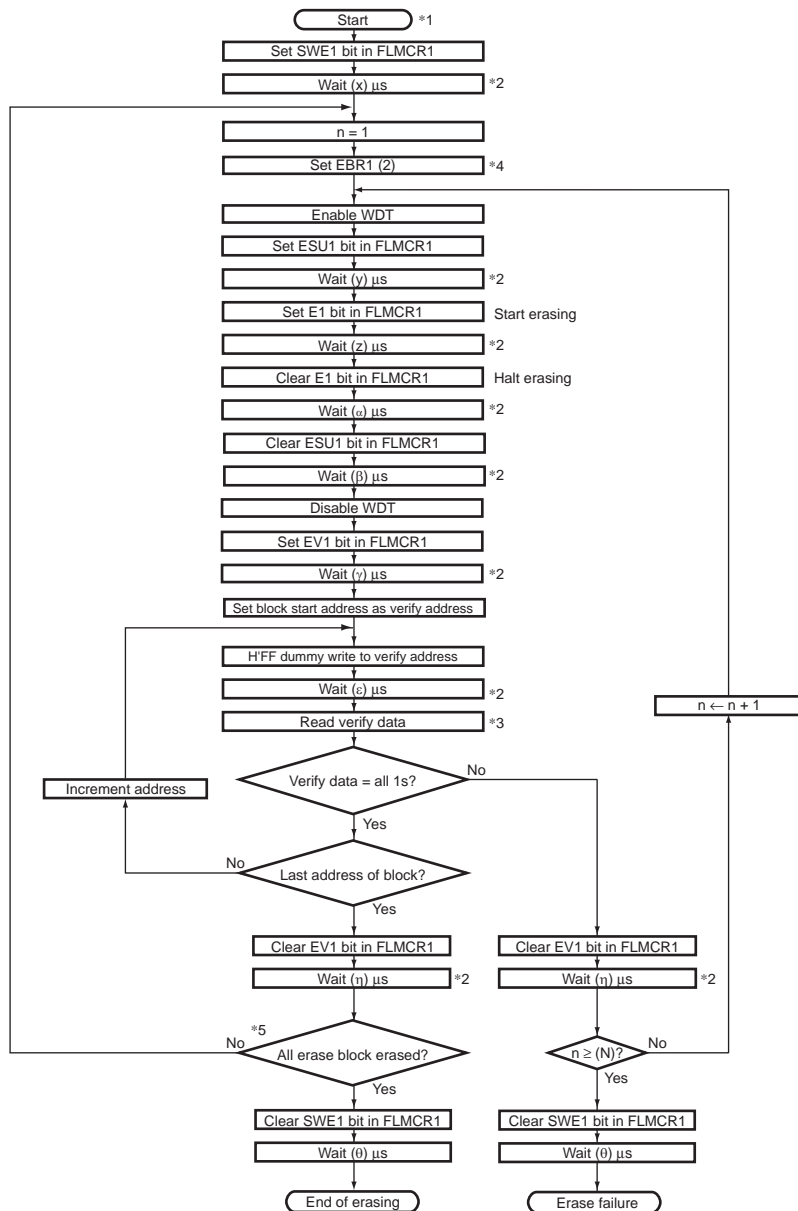 Start *1
Set SWE1 bit in FLMCR1
Wait (x) µs *2
n = 1
Set EBR1 (2) *4
Enable WDT
Set ESU1 bit in FLMCR1
Wait (y) µs *2
Set E1 bit in FLMCR1 Start erasing
Wait (z) µs *2
Clear E1 bit in FLMCR1 Halt erasing
Wait (α) µs *2
Clear ESU1 bit in FLMCR1
Wait (β) µs *2
Disable WDT
Set EV1 bit in FLMCR1
Wait (γ) µs *2
Set block start address as verify address
H'FF dummy write to verify address
Wait (ε) µs *2
n ← n + 1
Read verify data *3
Increment address
Verify data = all 1s?
No
Yes
No
Last address of block?
Yes
Clear EV1 bit in FLMCR1
Clear EV1 bit in FLMCR1
Wait (η) µs *2
Wait (η) µs *2
No
*5
All erase block erased?
n ≥ (N)?
No
Yes
Yes
Clear SWE1 bit in FLMCR1
Clear SWE1 bit in FLMCR1
Wait (θ) µs
Wait (θ) µs
End of erasing
Erase failure